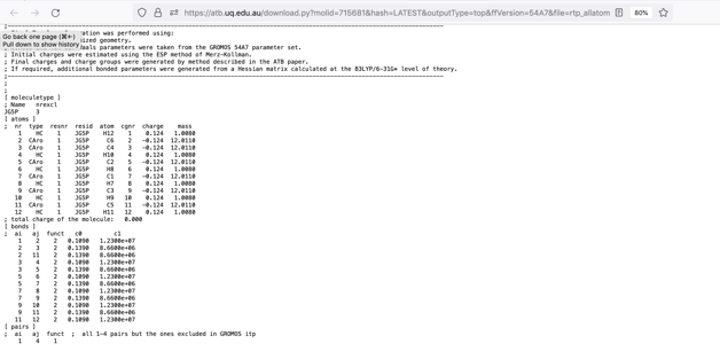 https://atb.uq.edu.au/download.py?molid=715681&hash=LATEST&outputType=top&ffVersion=54A7&file=rtp_allatom
80%
Go back one page (⌘←)
Pull down to show history
ation was performed using:
ized geometry.
mals parameters were taken from the GROMOS 54A7 parameter set.
; Initial charges were estimated using the ESP method of Merz-Kollman.
; Final charges and charge groups were generated by method described in the ATB paper.
; If required, additional bonded parameters were generated from a Hessian matrix calculated at the B3LYP/6-31G* level of theory.
;
;
[ moleculetype ]
; Name nrexcl
JG5P 3
[ atoms ]
; nr type resnr resid atom cgnr charge mass
1 HC 1 JG5P H12 1 0.124 1.0080
2 CAro 1 JG5P C6 2 -0.124 12.0110
3 CAro 1 JG5P C4 3 -0.124 12.0110
4 HC 1 JG5P H10 4 0.124 1.0080
5 CAro 1 JG5P C2 5 -0.124 12.0110
6 HC 1 JG5P H8 6 0.124 1.0080
7 CAro 1 JG5P C1 7 -0.124 12.0110
8 HC 1 JG5P H7 8 0.124 1.0080
9 CAro 1 JG5P C3 9 -0.124 12.0110
10 HC 1 JG5P H9 10 0.124 1.0080
11 CAro 1 JG5P C5 11 -0.124 12.0110
12 HC 1 JG5P H11 12 0.124 1.0080
; total charge of the molecule: 0.000
[ bonds ]
; ai aj funct c0 c1
1 2 2 0.1090 1.2300e+07
2 3 2 0.1390 8.6600e+06
2 11 2 0.1390 8.6600e+06
3 4 2 0.1090 1.2300e+07
3 5 2 0.1390 8.6600e+06
5 6 2 0.1090 1.2300e+07
5 7 2 0.1390 8.6600e+06
7 8 2 0.1090 1.2300e+07
7 9 2 0.1390 8.6600e+06
9 10 2 0.1090 1.2300e+07
9 11 2 0.1390 8.6600e+06
11 12 2 0.1090 1.2300e+07
[ pairs ]
; ai aj funct ; all 1-4 pairs but the ones excluded in GROMOS itp
1 4 1